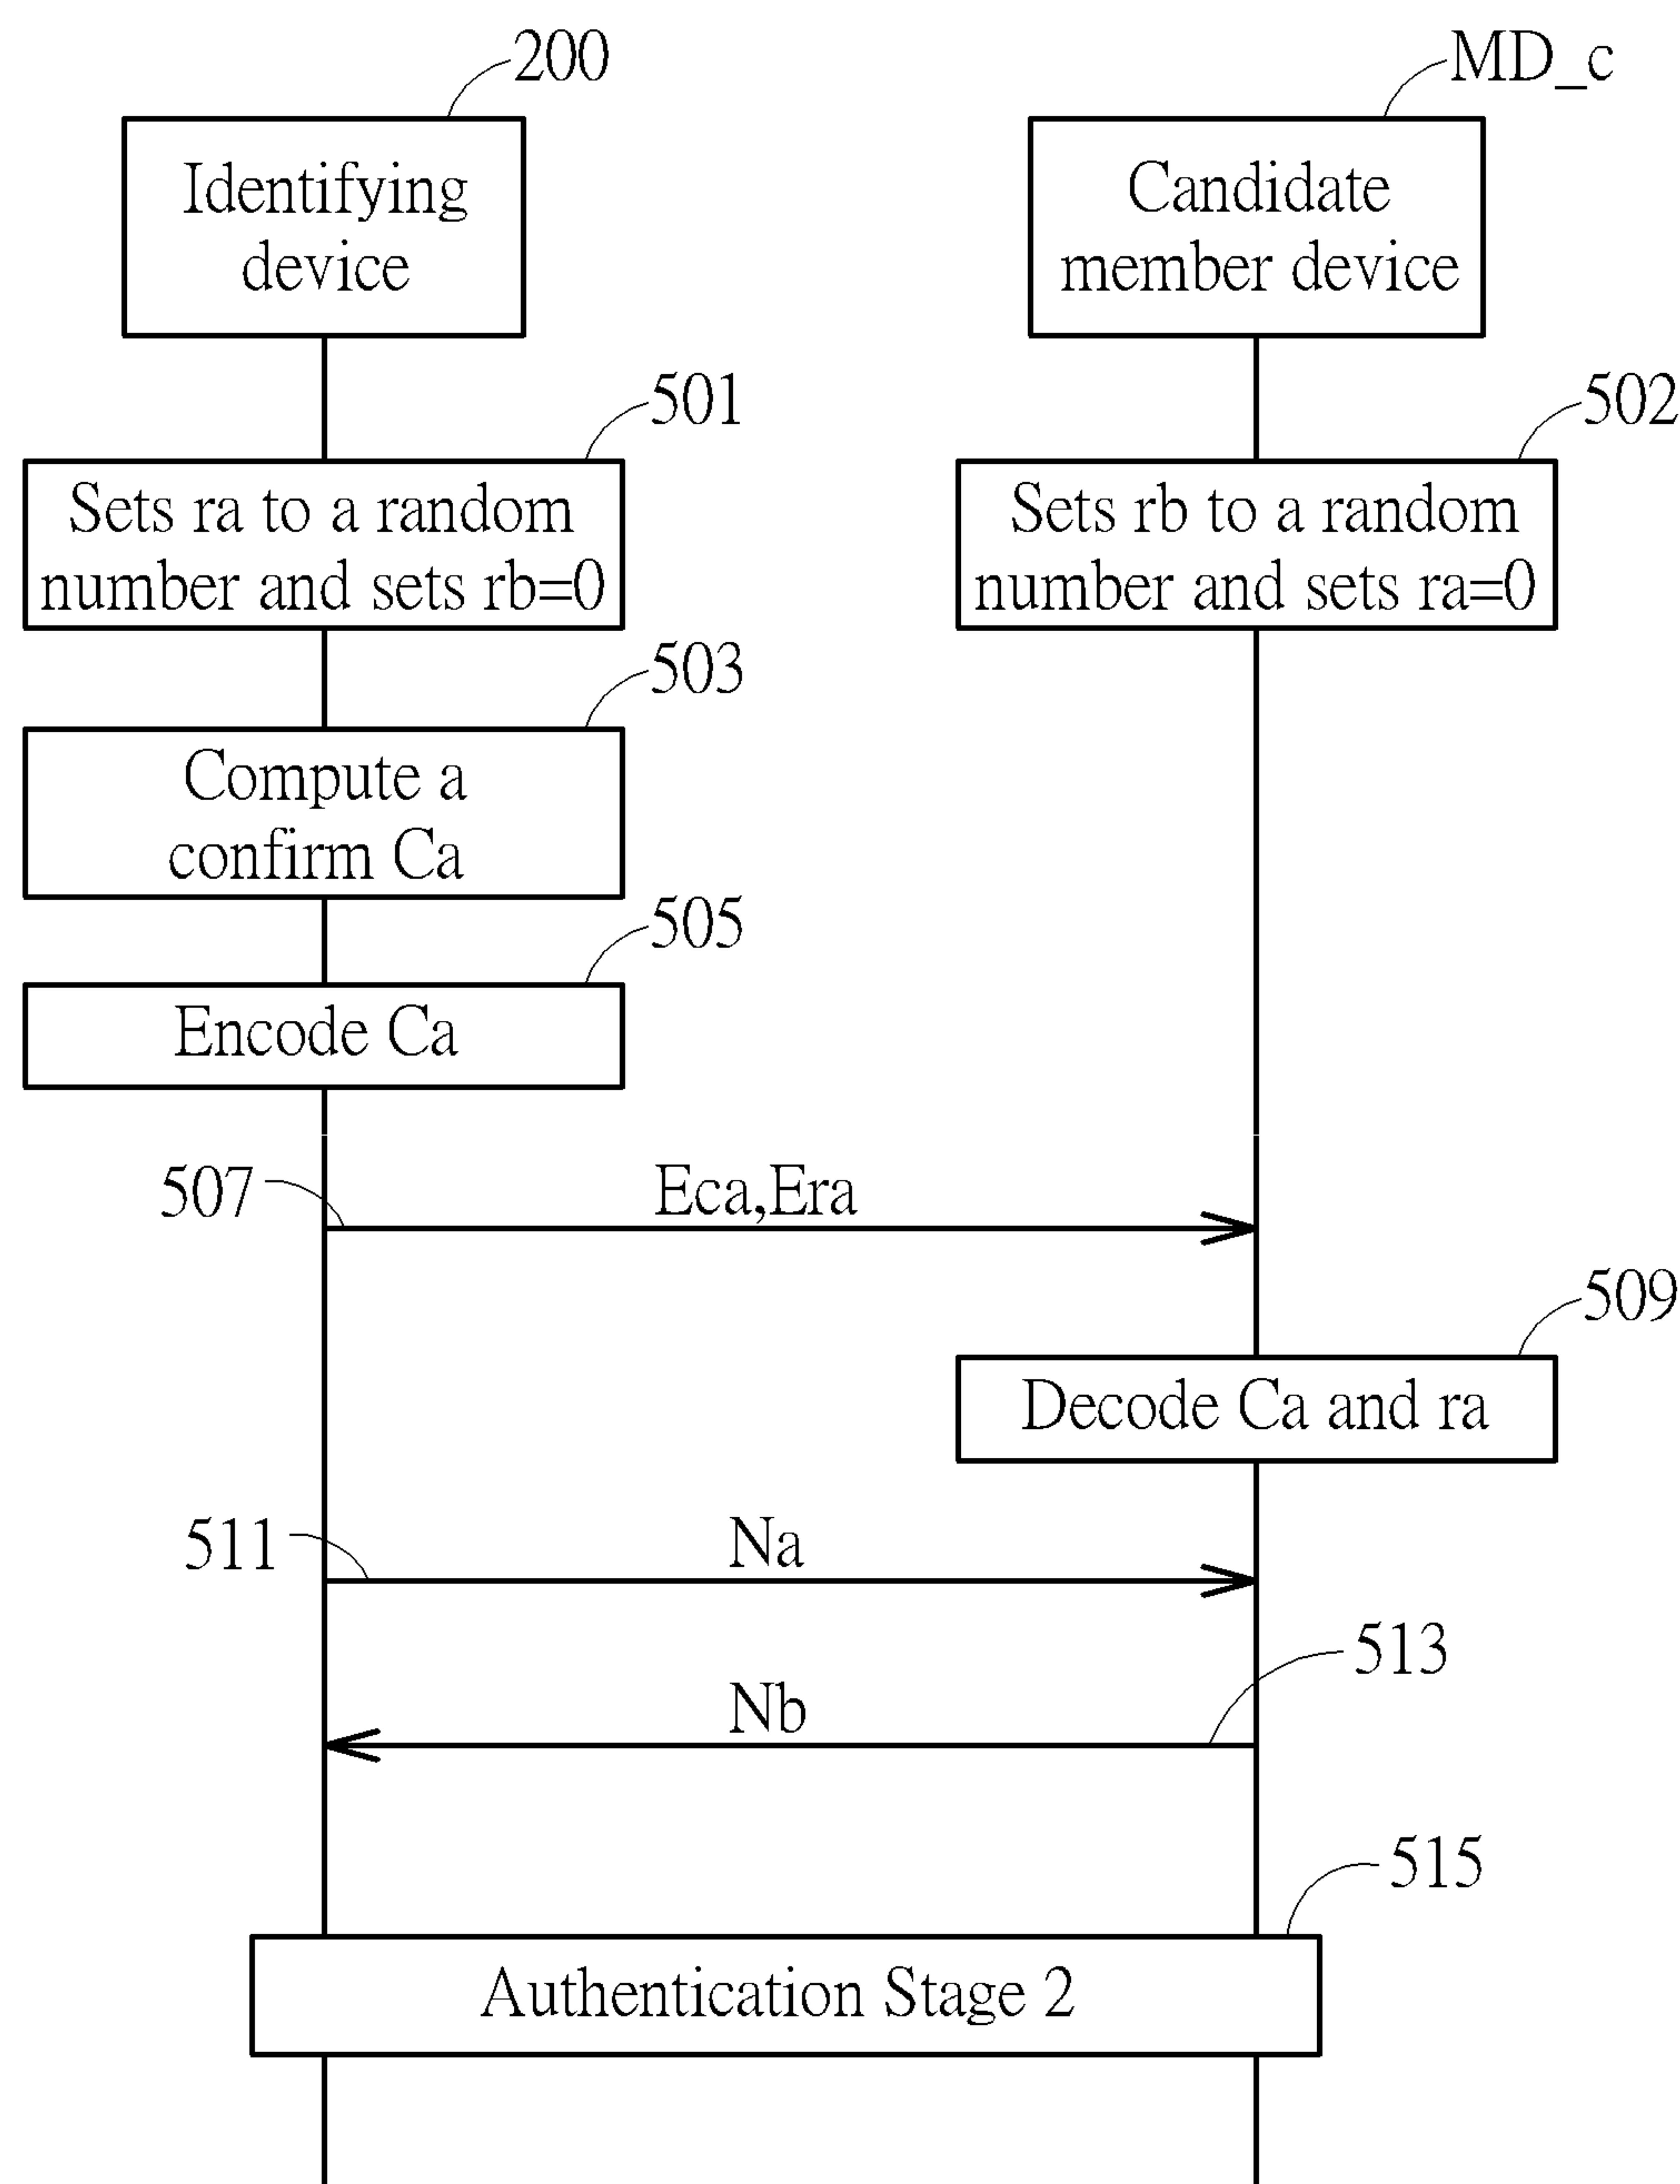 200
MD_c
Identifying
device
Candidate
member device
501
502
Sets ra to a random
number and sets rb=0
Sets rb to a random
number and sets ra=0
503
Compute a
confirm Ca
505
Encode Ca
507
Eca,Era
509
Decode Ca and ra
511
Na
513
Nb
515
Authentication Stage 2